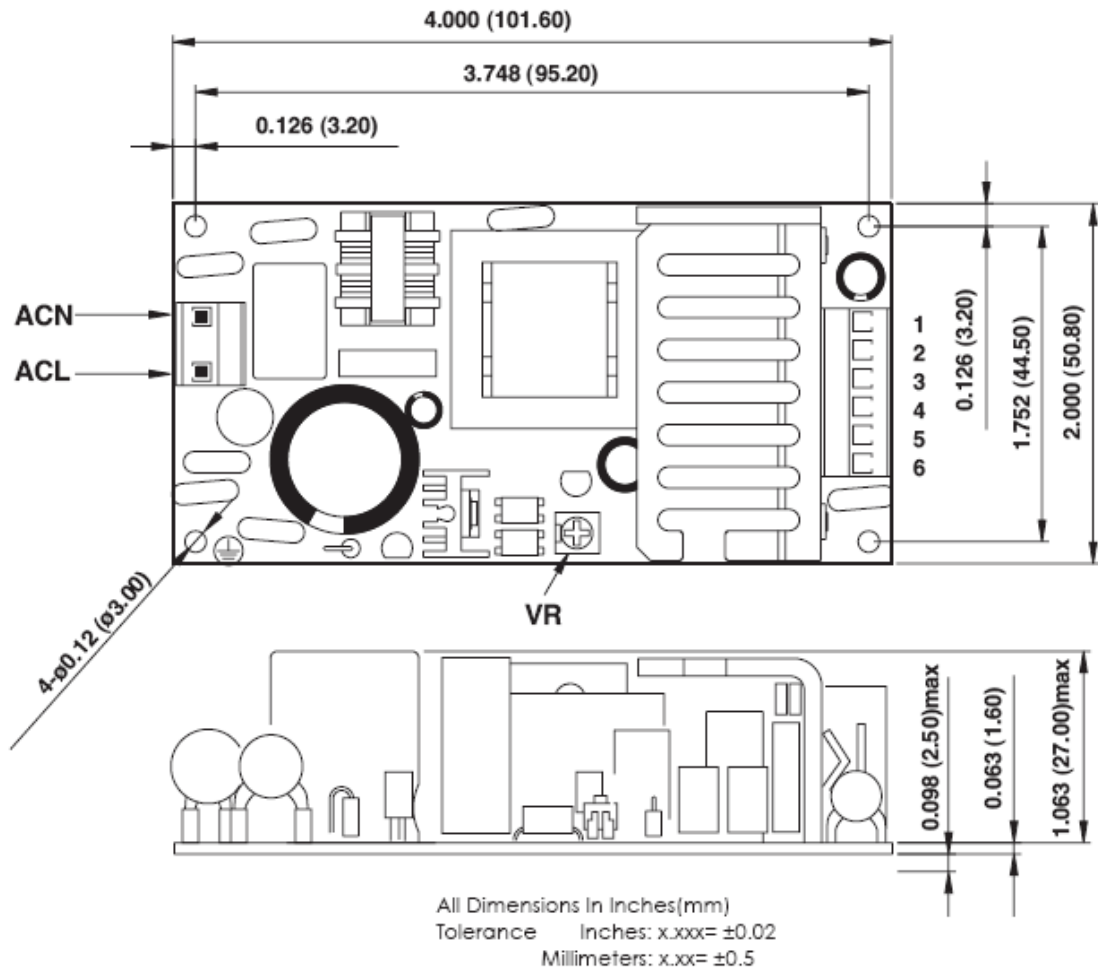 4.000 (101.60)
3.748 (95.20)
0.126 (3.20)
ACN
ACL
1
2
3
4
5
6
0.126 (3.20)
1.752 (44.50)
2.000 (50.80)
4-ø0.12 (ø3.00)
VR
0.098 (2.50)max
0.063 (1.60)
1.063 (27.00)max
All Dimensions In Inches(mm)
Tolerance Inches: x.xxx= ±0.02
Millimeters: x.xx= ±0.5